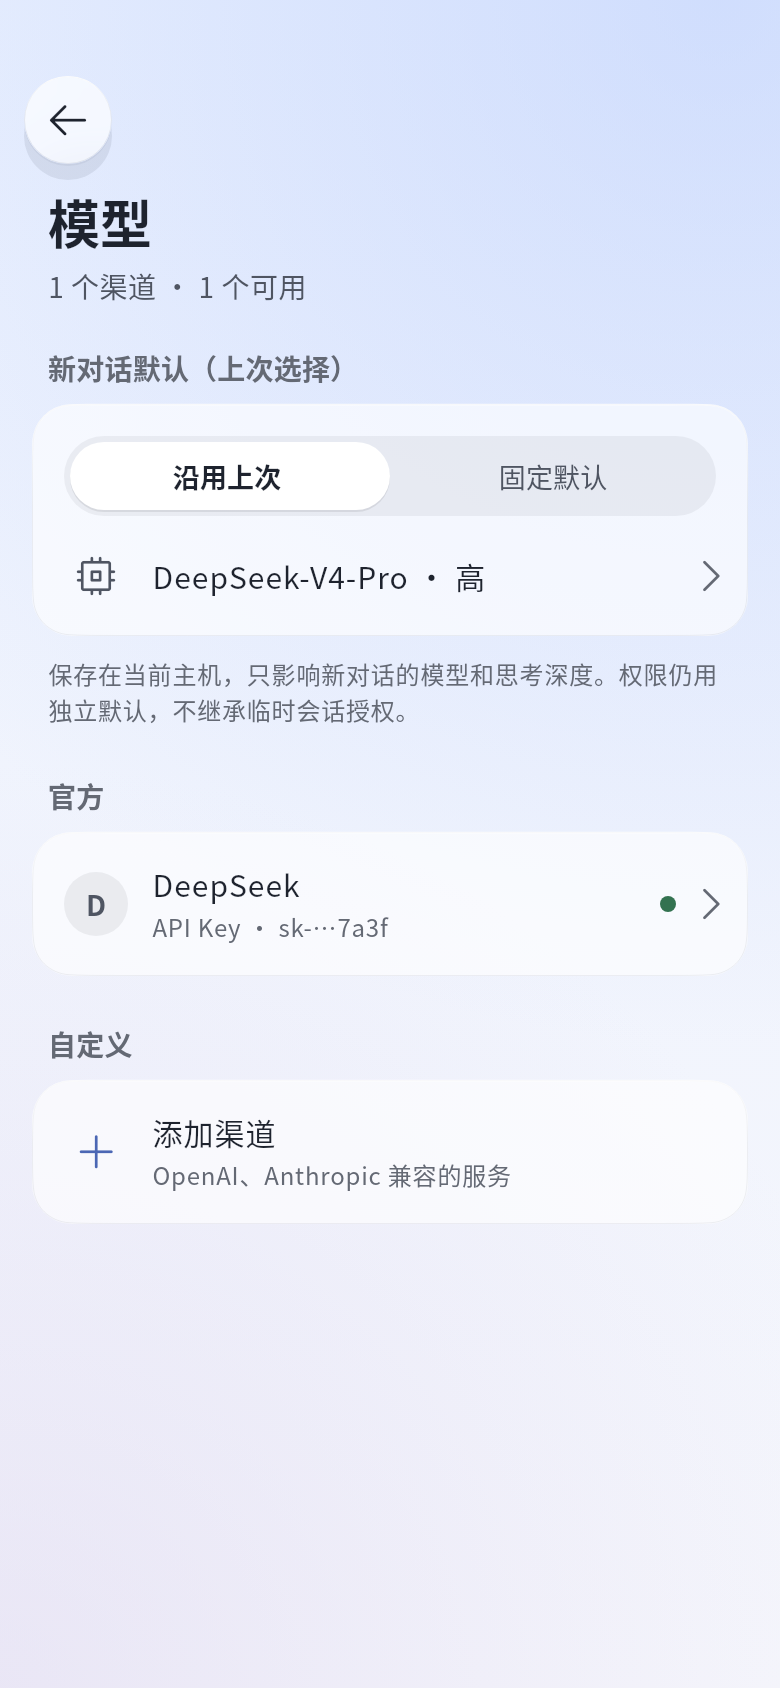 模型
1 个渠道 · 1 个可用
新对话默认（上次选择）
沿用上次
固定默认
DeepSeek-V4-Pro · 高
保存在当前主机，只影响新对话的模型和思考深度。权限仍用
独立默认，不继承临时会话授权。
官方
D
DeepSeek
API Key · sk-···7a3f
自定义
添加渠道
OpenAI、Anthropic 兼容的服务